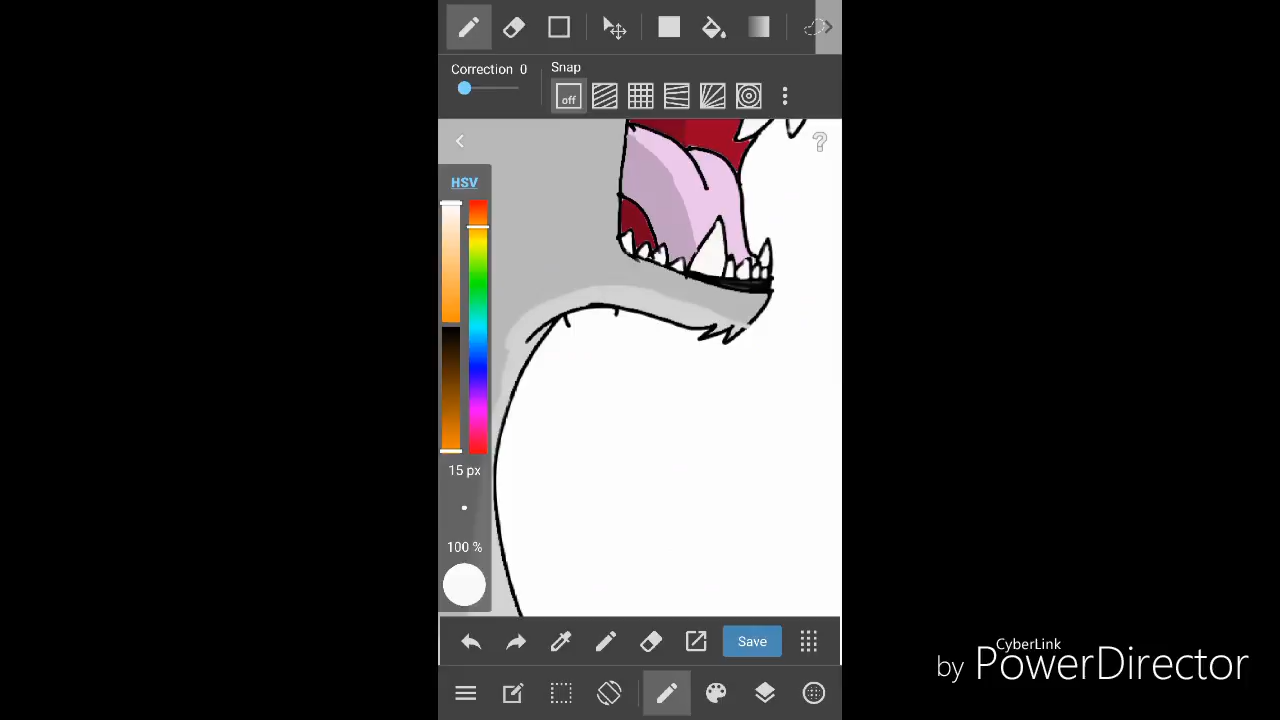 Correction 0
Snap
off
HSV
15 px
100 %
Save
CyberLink
by PowerDirector